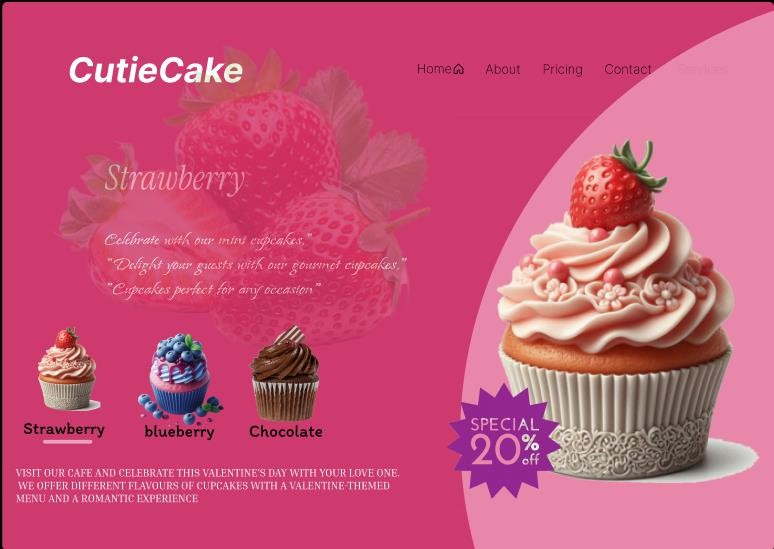 CutieCake
Home About Pricing Contact Services
Strawberry
Celebrate with our mini cupcakes,"
"Delight your guests with our gourmet cupcakes,"
"Cupcakes perfect for any occasion"
Strawberry blueberry Chocolate
SPECIAL
20% off
VISIT OUR CAFE AND CELEBRATE THIS VALENTINE'S DAY WITH YOUR LOVE ONE.
WE OFFER DIFFERENT FLAVOURS OF CUPCAKES WITH A VALENTINE-THEMED
MENU AND A ROMANTIC EXPERIENCE